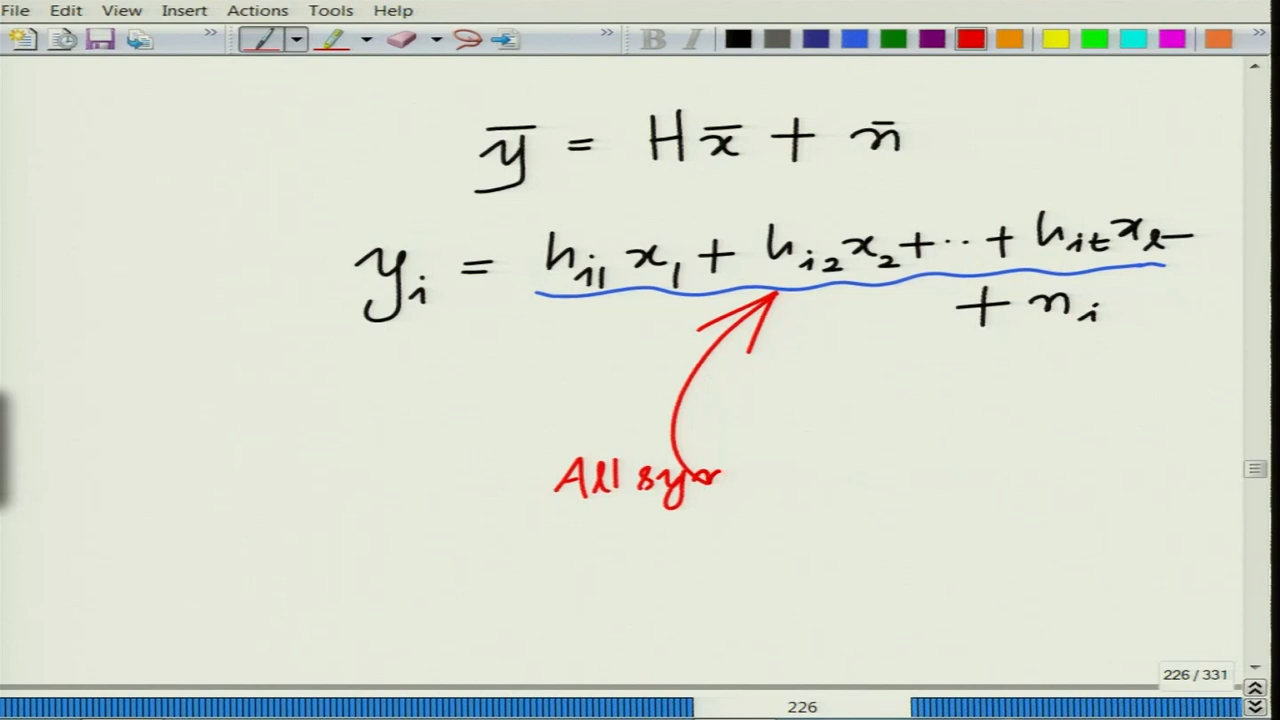 File Edit View Insert Actions Tools Help
B I
ȳ = Hx̄ + n̄
yᵢ = hᵢ₁ x₁ + hᵢ₂ x₂ + ·· + hᵢₜ xₜ
+ nᵢ
All sym
226 / 331
226